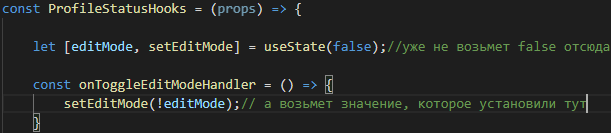 const ProfileStatusHooks = (props) => {
let [editMode, setEditMode] = useState(false);//уже не возьмет false отсюда
const onToggleEditModeHandler = () => {
setEditMode(!editMode);// а возьмет значение, которое установили тут
}